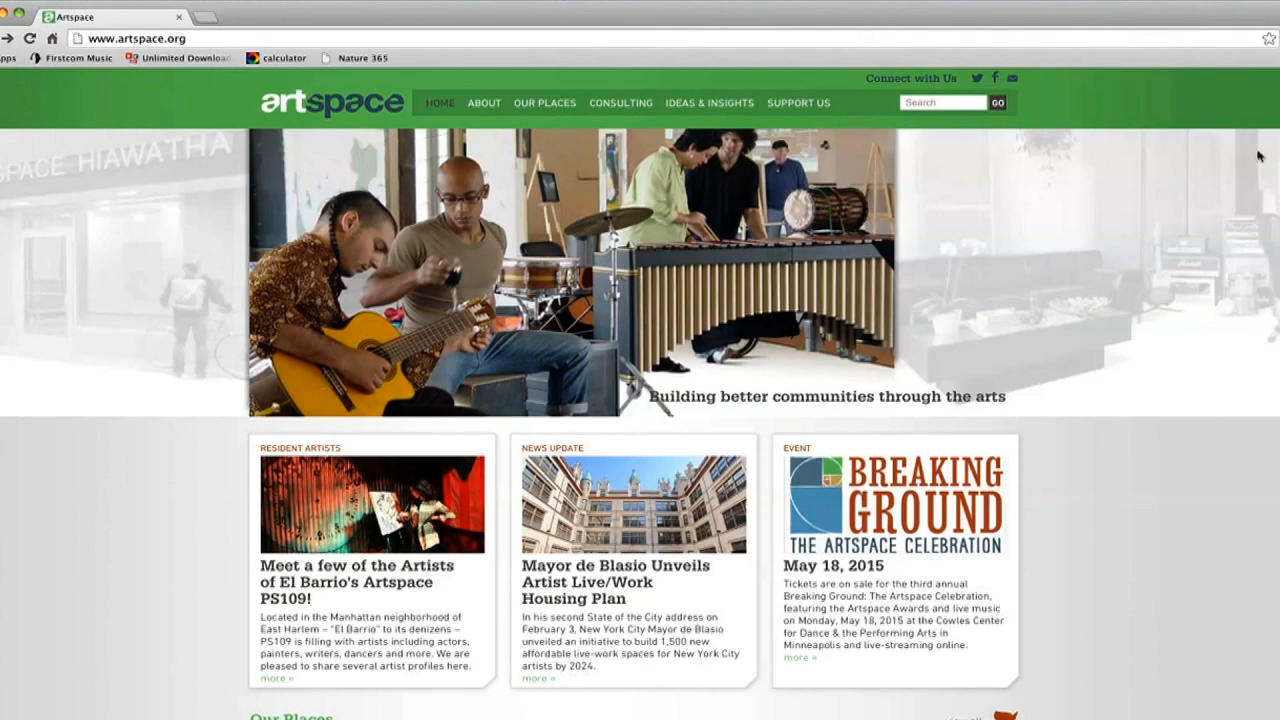 Artspace
www.artspace.org
pps Firstcom Music Unlimited Downloa calculator Nature 365
Connect with Us
artspace
HOME ABOUT OUR PLACES CONSULTING IDEAS & INSIGHTS SUPPORT US
Search GO
SPACE HIAWATHA
Building better communities through the arts
RESIDENT ARTISTS
Meet a few of the Artists
of El Barrio's Artspace
PS109!
Located in the Manhattan neighborhood of
East Harlem – "El Barrio" to its denizens –
PS109 is filling with artists including actors,
painters, writers, dancers and more. We are
pleased to share several artist profiles here.
more »
NEWS UPDATE
Mayor de Blasio Unveils
Artist Live/Work
Housing Plan
In his second State of the City address on
February 3, New York City Mayor de Blasio
unveiled an initiative to build 1,500 new
affordable live-work spaces for New York City
artists by 2024.
more »
EVENT
BREAKING
GROUND
THE ARTSPACE CELEBRATION
May 18, 2015
Tickets are on sale for the third annual
Breaking Ground: The Artspace Celebration,
featuring the Artspace Awards and live music
on Monday, May 18, 2015 at the Cowles Center
for Dance & the Performing Arts in
Minneapolis and live-streaming online.
more »
Our Places